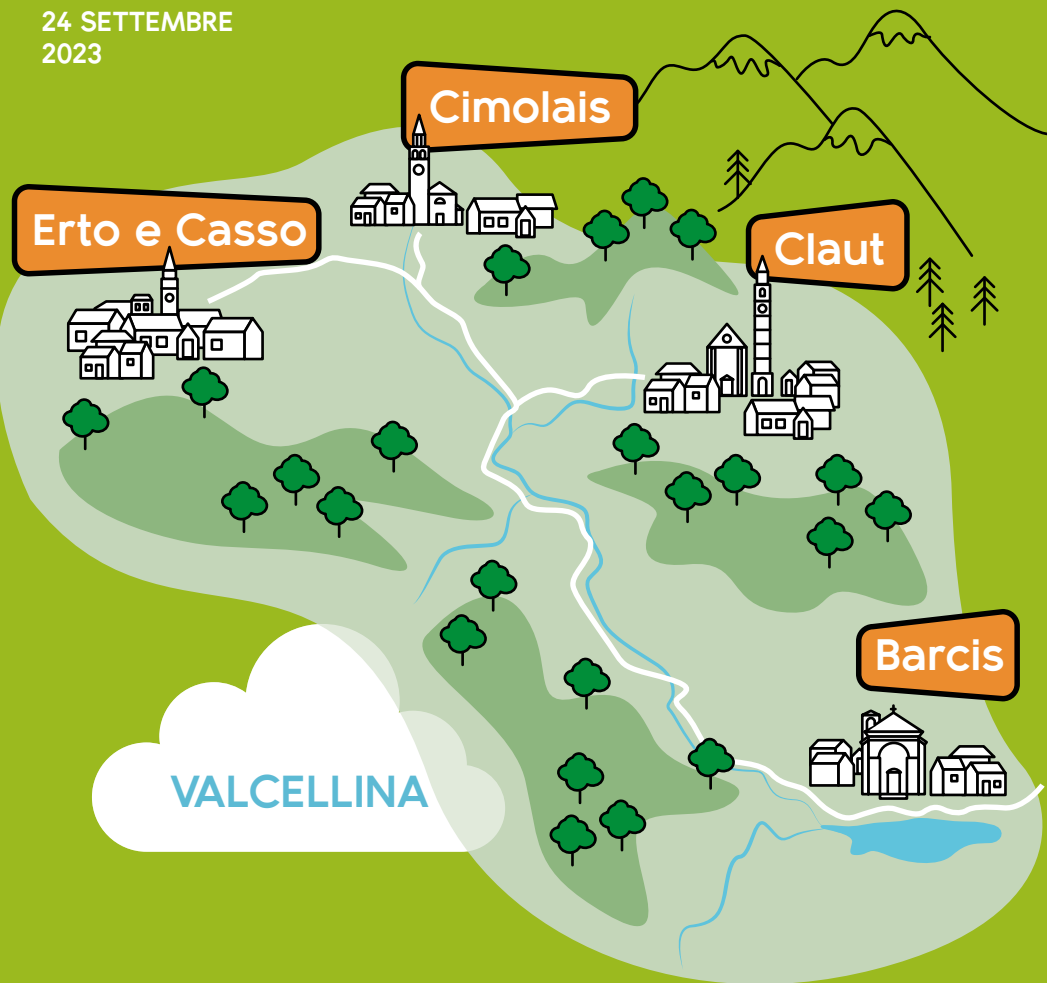 24 SETTEMBRE
2023
Cimolais
Erto e Casso
Claut
Barcis
VALCELLINA